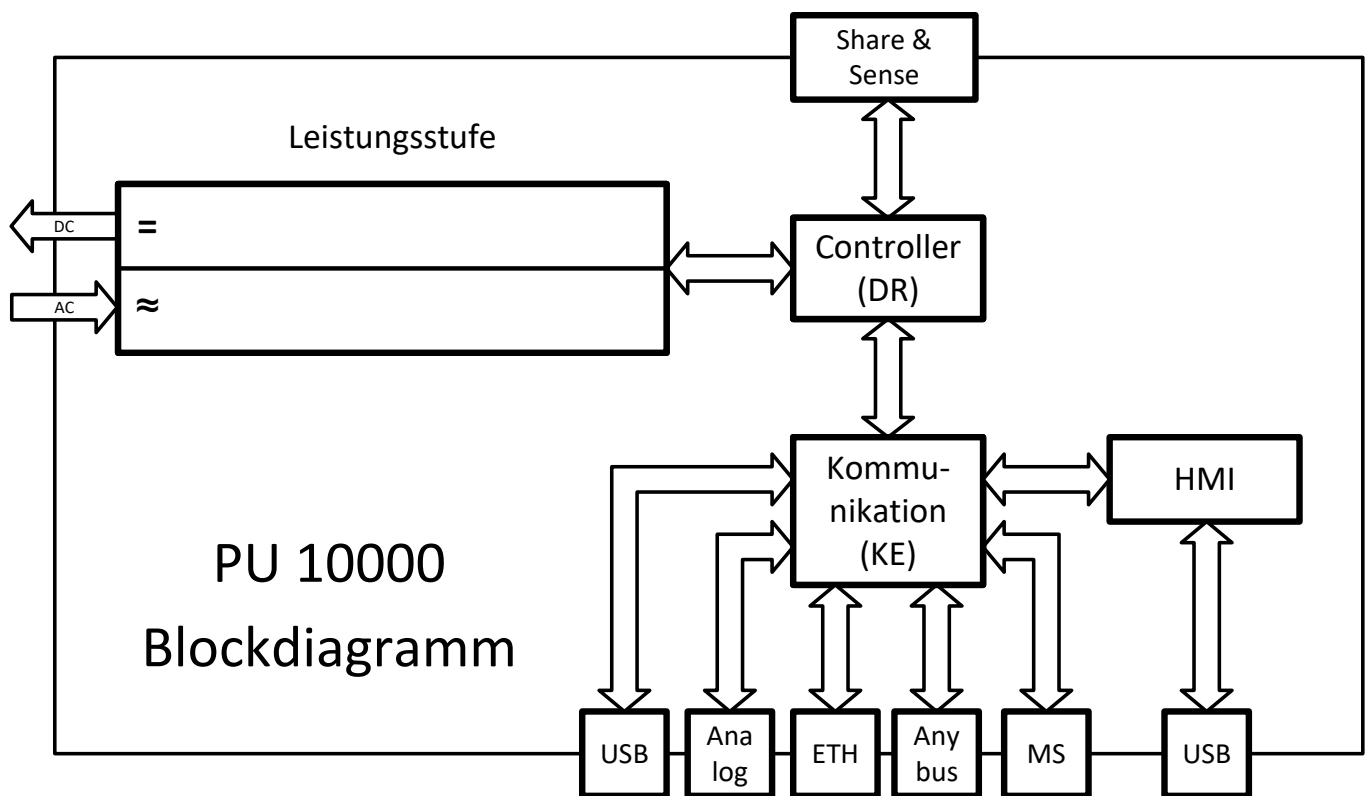 Share &
Sense
Leistungsstufe
DC
=
Controller
(DR)
AC
≈
Kommu-
nikation
(KE)
HMI
PU 10000
Blockdiagramm
USB
Ana
log
ETH
Any
bus
MS
USB